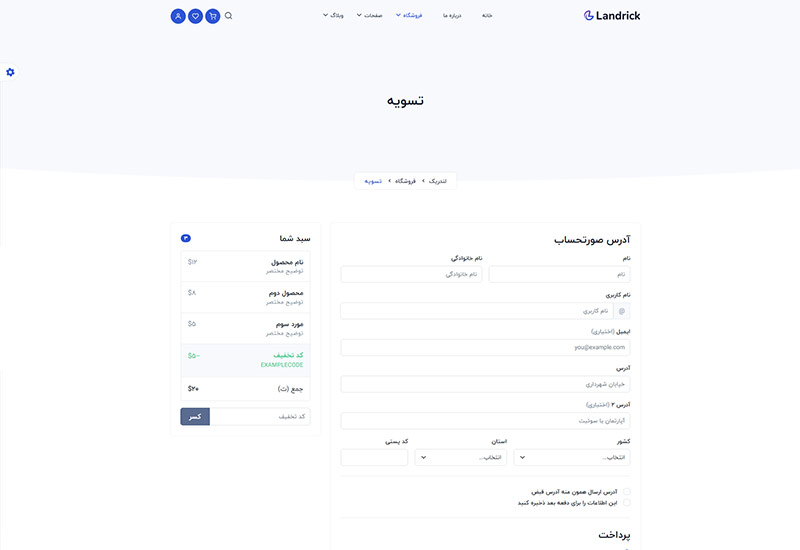 Landrick
خانه
درباره ما
فروشگاه
صفحات
وبلاگ
تسویه
لندریک > فروشگاه > تسویه
آدرس صورتحساب
نام
نام خانوادگی
نام
نام خانوادگی
نام کاربری
@ نام کاربری
ایمیل (اختیاری)
you@example.com
آدرس
خیابان شهرداری
آدرس ۲ (اختیاری)
آپارتمان یا سوئیت
کشور
استان
کد پستی
انتخاب...
انتخاب...
آدرس ارسال همون منه آدرس قبض
این اطلاعات را برای دفعه بعد ذخیره کنید
پرداخت
سبد شما
۳
نام محصول
$۱۲
توضیح مختصر
محصول دوم
$۸
توضیح مختصر
مورد سوم
$۵
توضیح مختصر
کد تخفیف
−$۵
EXAMPLECODE
جمع (ت)
$۲۰
کد تخفیف
کسر